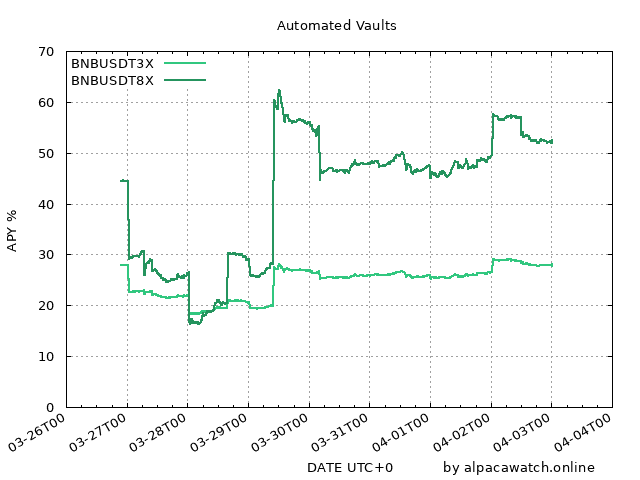 Automated Vaults
70
60
50
40
30
20
10
0
APY %
BNBUSDT3X
BNBUSDT8X
03-26T00
03-27T00
03-28T00
03-29T00
03-30T00
03-31T00
04-01T00
04-02T00
04-03T00
04-04T00
DATE UTC+0 by alpacawatch.online